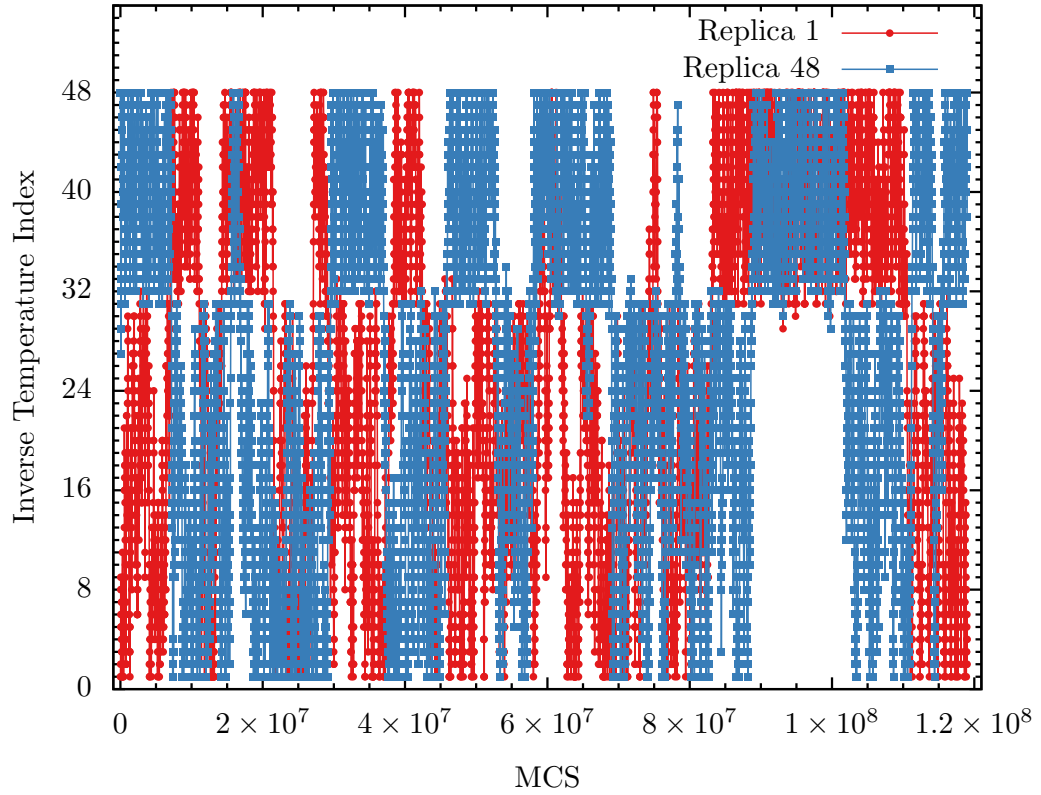 Replica 1
Replica 48
48
40
32
24
16
8
0
Inverse Temperature Index
0
2 × 10⁷
4 × 10⁷
6 × 10⁷
8 × 10⁷
1 × 10⁸
1.2 × 10⁸
MCS